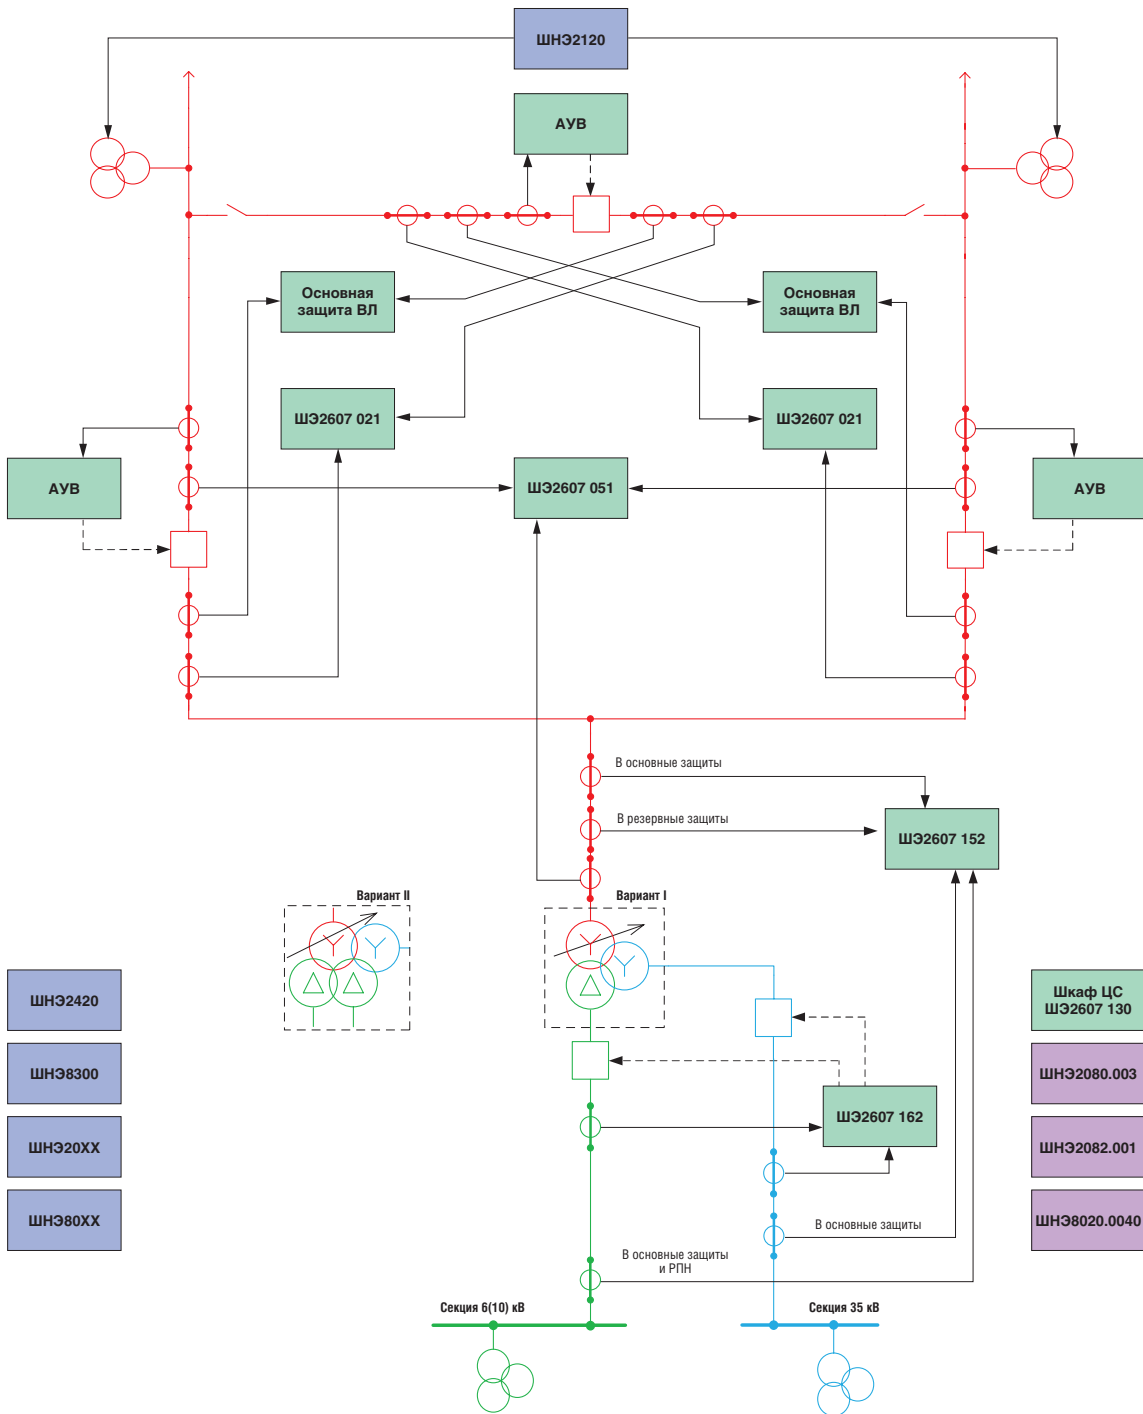 ШНЭ2120
АУВ
Основная
защита ВЛ
Основная
защита ВЛ
ШЭ2607 021
ШЭ2607 021
АУВ
ШЭ2607 051
АУВ
В основные защиты
В резервные защиты
ШЭ2607 152
Вариант II
Вариант I
ШНЭ2420
Шкаф ЦС
ШЭ2607 130
ШНЭ8300
ШНЭ2080.003
ШЭ2607 162
ШНЭ20XX
ШНЭ2082.001
ШНЭ80XX
ШНЭ8020.0040
В основные защиты
В основные защиты
и РПН
Секция 6(10) кВ
Секция 35 кВ